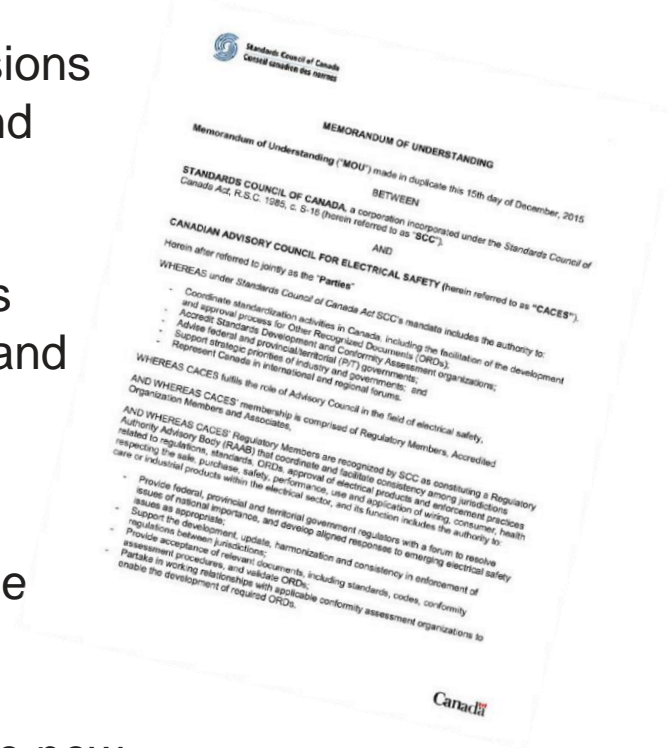 sions
nd
s
and
e
s new
Standards Council of Canada
Conseil canadien des normes
MEMORANDUM OF UNDERSTANDING
Memorandum of Understanding ("MOU") made in duplicate this 15th day of December, 2015
BETWEEN
STANDARDS COUNCIL OF CANADA, a corporation incorporated under the Standards Council of
Canada Act, R.S.C. 1985, c. S-16 (herein referred to as "SCC").
AND
CANADIAN ADVISORY COUNCIL FOR ELECTRICAL SAFETY (herein referred to as "CACES").
Herein after referred to jointly as the "Parties"
WHEREAS under Standards Council of Canada Act SCC's mandate includes the authority to:
- Coordinate standardization activities in Canada, including the facilitation of the development
and approval process for Other Recognized Documents (ORDs);
- Accredit Standards Development and Conformity Assessment organizations;
- Advise federal and provincial/territorial (P/T) governments;
- Support strategic priorities of industry and governments; and
- Represent Canada in international and regional forums.
WHEREAS CACES fulfils the role of Advisory Council in the field of electrical safety,
AND WHEREAS CACES' membership is comprised of Regulatory Members, Accredited
Organization Members and Associates,
AND WHEREAS CACES' Regulatory Members are recognized by SCC as constituting a Regulatory
Authority Advisory Body (RAAB) that coordinate and facilitate consistency among jurisdictions
related to regulations, standards, ORDs, approval of electrical products and enforcement practices
respecting the sale, purchase, safety, performance, use and application of wiring, consumer, health
care or industrial products within the electrical sector, and its function includes the authority to:
- Provide federal, provincial and territorial government regulators with a forum to resolve
issues of national importance, and develop aligned responses to emerging electrical safety
issues as appropriate;
- Support the development, update, harmonization and consistency in enforcement of
regulations between jurisdictions;
- Provide acceptance of relevant documents, including standards, codes, conformity
assessment procedures, and validate ORDs;
- Partake in working relationships with applicable conformity assessment organizations to
enable the development of required ORDs.
Canada